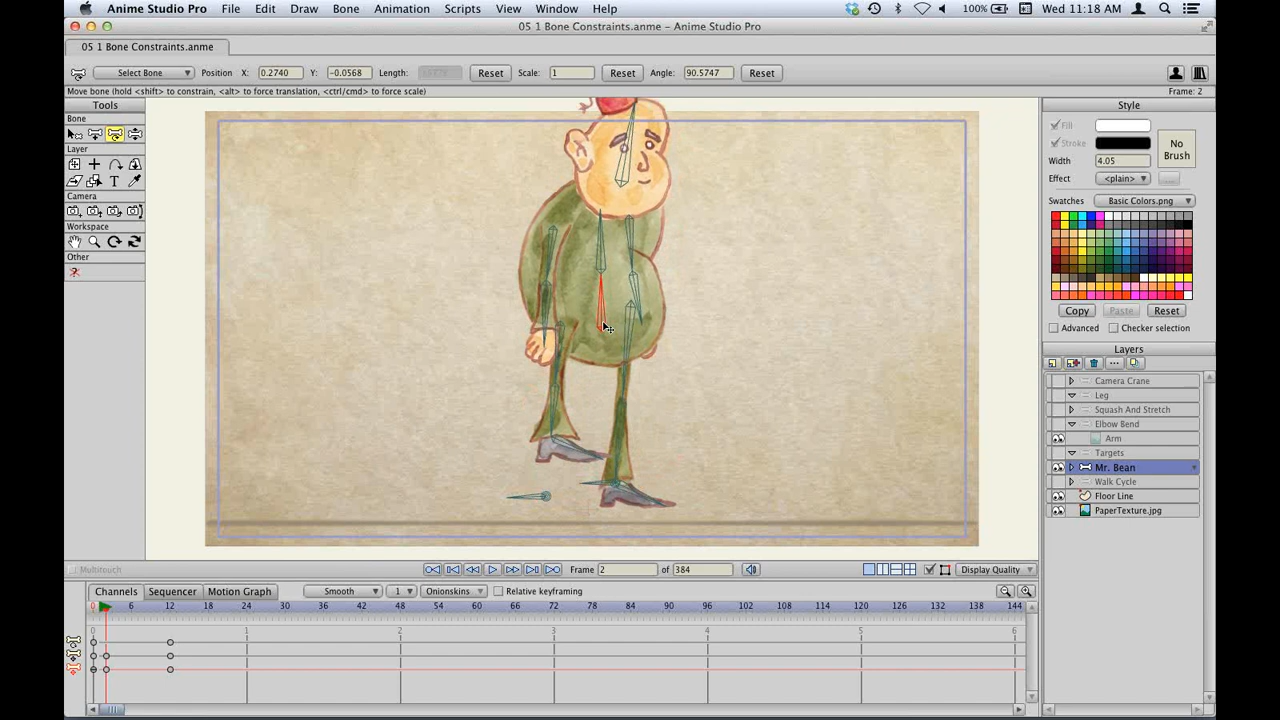 Anime Studio Pro File Edit Draw Bone Animation Scripts View Window Help 100% Wed 11:18 AM
05 1 Bone Constraints.anme - Anime Studio Pro
05 1 Bone Constraints.anme
Select Bone Position X: 0.2740 Y: -0.0568 Length: Reset Scale: 1 Reset Angle: 90.5747 Reset
Move bone (hold <shift> to constrain, <alt> to force translation, <ctrl/cmd> to force scale) Frame: 2
Tools
Bone
Layer
Camera
Workspace
Other
Style
Fill
Stroke
No Brush
Width 4.05
Effect <plain> ...
Swatches Basic Colors.png
Copy Paste Reset
Advanced Checker selection
Layers
Camera Crane
Leg
Squash And Stretch
Elbow Bend
Arm
Targets
Mr. Bean
Walk Cycle
Floor Line
PaperTexture.jpg
Multitouch Frame 2 of 384 Display Quality
Channels Sequencer Motion Graph Smooth 1 Onionskins Relative keyframing
0 6 12 18 24 30 36 42 48 54 60 66 72 78 84 90 96 102 108 114 120 126 132 138 144
0 1 2 3 4 5 6